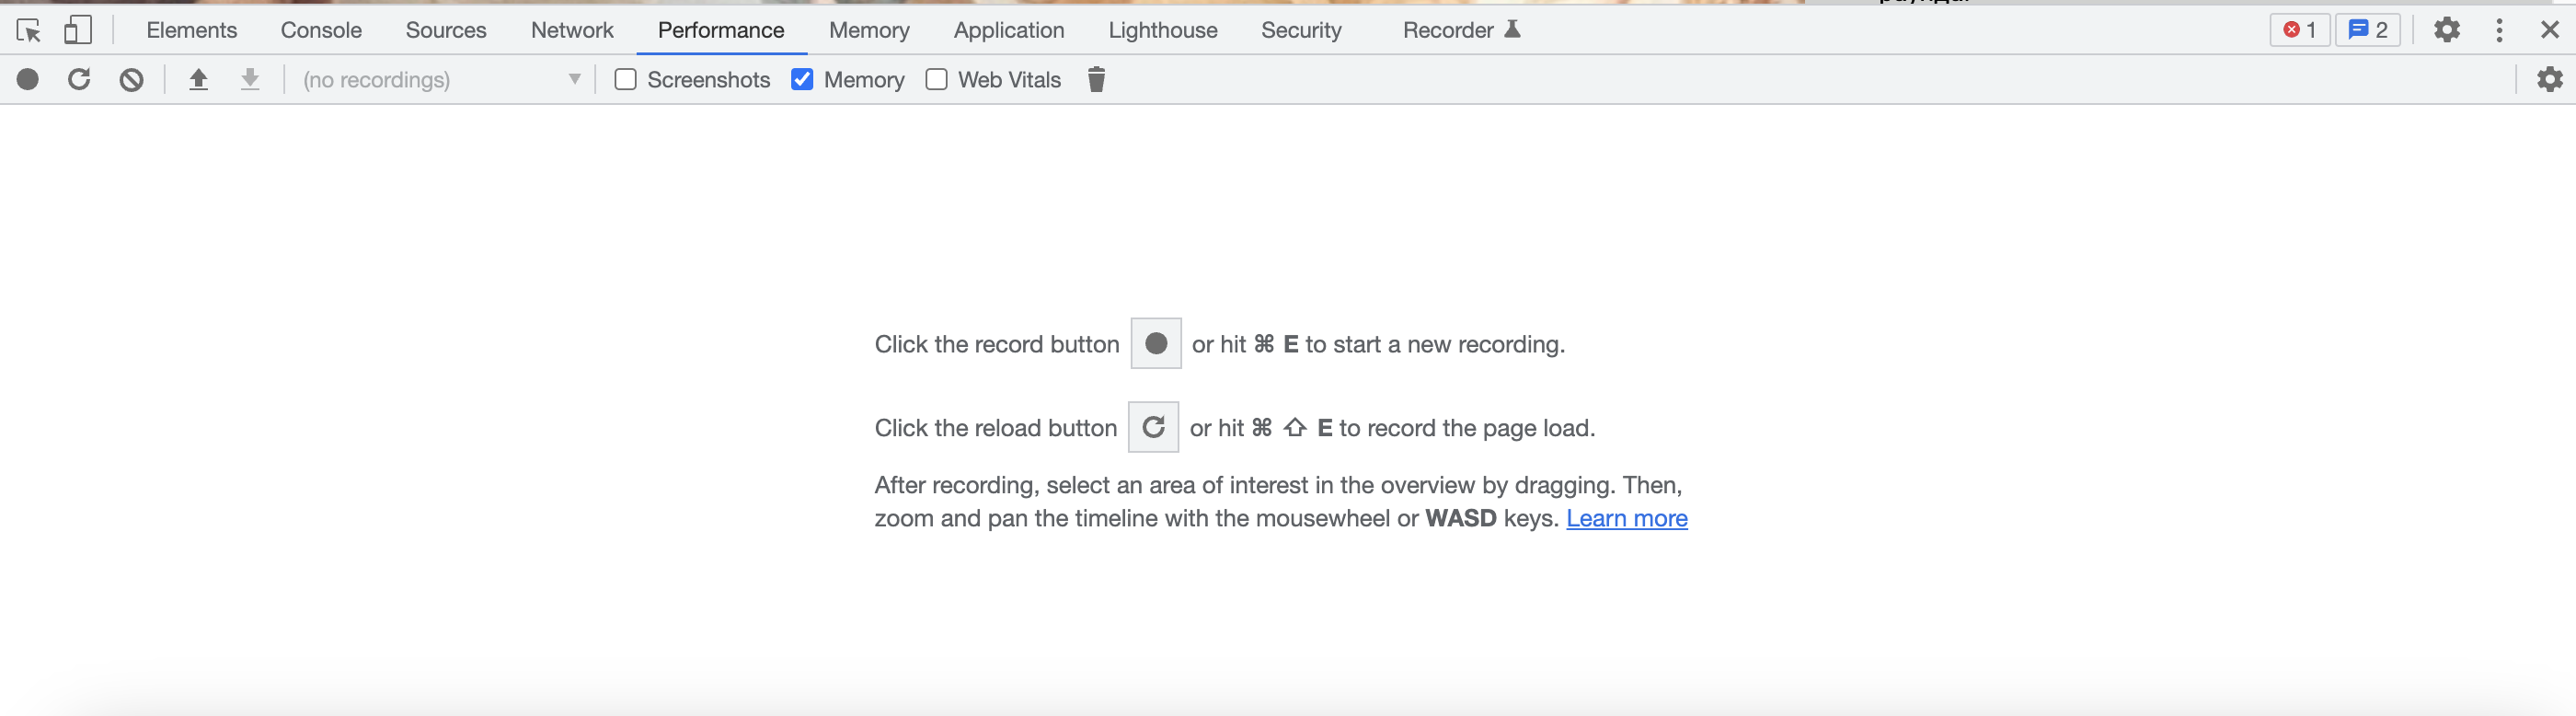 Elements Console Sources Network Performance Memory Application Lighthouse Security Recorder 1 2
(no recordings) Screenshots Memory Web Vitals
Click the record button or hit ⌘ E to start a new recording.
Click the reload button or hit ⌘ ⇧ E to record the page load.
After recording, select an area of interest in the overview by dragging. Then,
zoom and pan the timeline with the mousewheel or WASD keys. Learn more